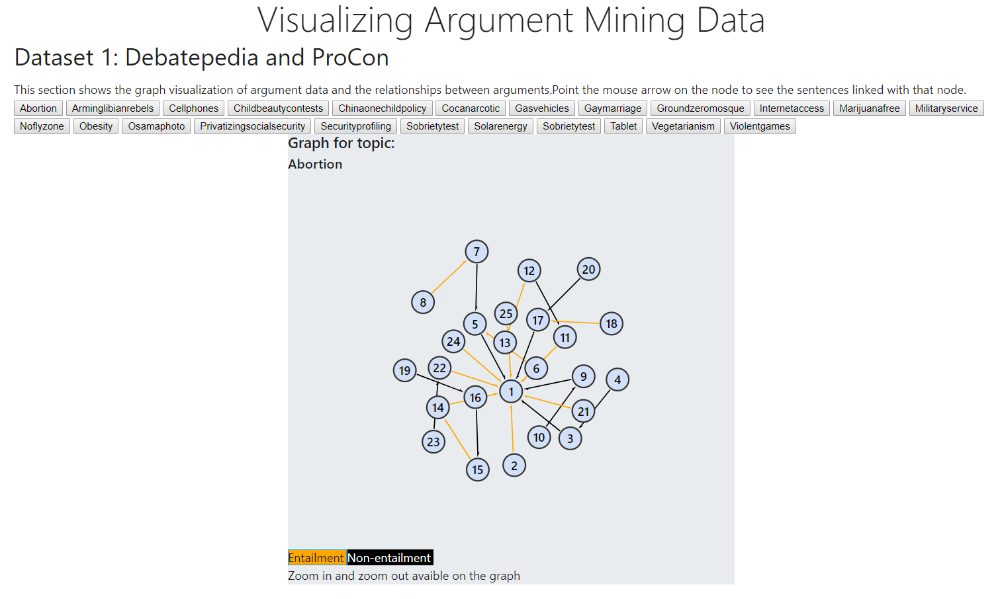 Visualizing Argument Mining Data
Dataset 1: Debatepedia and ProCon
This section shows the graph visualization of argument data and the relationships between arguments.Point the mouse arrow on the node to see the sentences linked with that node.
Abortion Arminglibianrebels Cellphones Childbeautycontests Chinaonechildpolicy Cocanarcotic Gasvehicles Gaymarriage Groundzeromosque Internetaccess Marijuanafree Militaryservice
Noflyzone Obesity Osamaphoto Privatizingsocialsecurity Securityprofiling Sobrietytest Solarenergy Sobrietytest Tablet Vegetarianism Violentgames
Graph for topic:
Abortion
7
12 20
8
25
5 17 18
24 13 11
19 22 6
9 4
16 1
14 21
23 10 3
15 2
Entailment Non-entailment
Zoom in and zoom out avaible on the graph